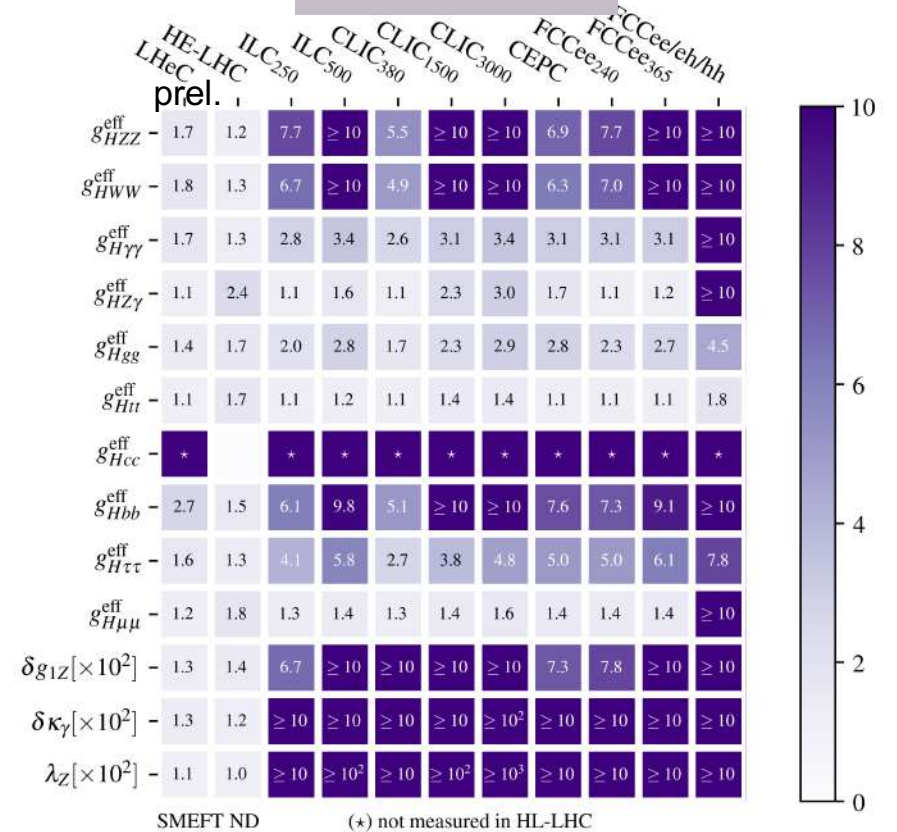 LHeC HE-LHC ILC250 ILC500 CLIC380 CLIC1500 CLIC3000 CEPC FCCee240 FCCee365 FCCee/eh/hh
prel.
g^eff_HZZ 1.7 1.2 7.7 ≥ 10 5.5 ≥ 10 ≥ 10 6.9 7.7 ≥ 10 ≥ 10
g^eff_HWW 1.8 1.3 6.7 ≥ 10 4.9 ≥ 10 ≥ 10 6.3 7.0 ≥ 10 ≥ 10
g^eff_Hγγ 1.7 1.3 2.8 3.4 2.6 3.1 3.4 3.1 3.1 3.1 ≥ 10
g^eff_HZγ 1.1 2.4 1.1 1.6 1.1 2.3 3.0 1.7 1.1 1.2 ≥ 10
g^eff_Hgg 1.4 1.7 2.0 2.8 1.7 2.3 2.9 2.8 2.3 2.7 4.5
g^eff_Htt 1.1 1.7 1.1 1.2 1.1 1.4 1.4 1.1 1.1 1.1 1.8
g^eff_Hcc ⋆ ⋆ ⋆ ⋆ ⋆ ⋆ ⋆ ⋆ ⋆ ⋆
g^eff_Hbb 2.7 1.5 6.1 9.8 5.1 ≥ 10 ≥ 10 7.6 7.3 9.1 ≥ 10
g^eff_Hττ 1.6 1.3 4.1 5.8 2.7 3.8 4.8 5.0 5.0 6.1 7.8
g^eff_Hμμ 1.2 1.8 1.3 1.4 1.3 1.4 1.6 1.4 1.4 1.4 ≥ 10
δg1Z[×10²] 1.3 1.4 6.7 ≥ 10 ≥ 10 ≥ 10 ≥ 10 7.3 7.8 ≥ 10 ≥ 10
δκγ[×10²] 1.3 1.2 ≥ 10 ≥ 10 ≥ 10 ≥ 10 ≥10² ≥ 10 ≥ 10 ≥ 10 ≥ 10
λZ[×10²] 1.1 1.0 ≥ 10 ≥10² ≥ 10 ≥10² ≥10³ ≥ 10 ≥ 10 ≥ 10 ≥ 10
SMEFT ND (⋆) not measured in HL-LHC
10
8
6
4
2
0